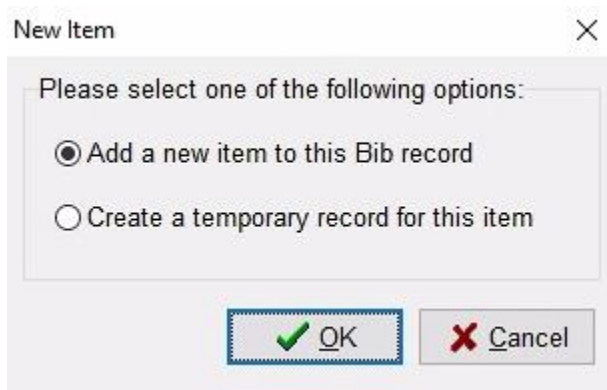 New Item
Please select one of the following options:
Add a new item to this Bib record
Create a temporary record for this item
OK
Cancel